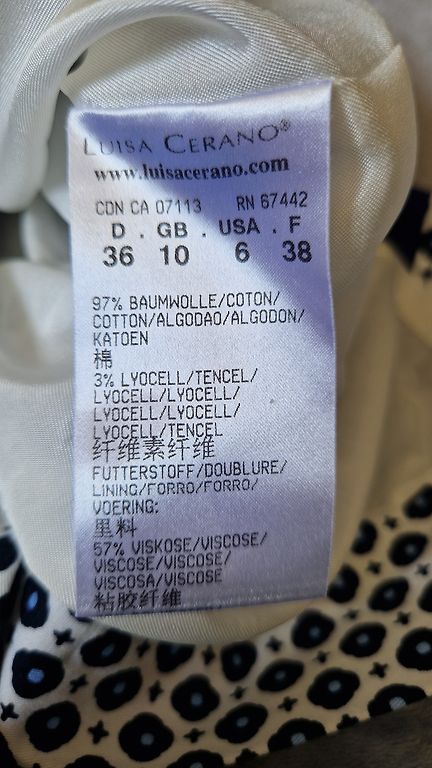 LUISA CERANO®
www.luisacerano.com
CDN CA 07113 RN 67442
D . GB . USA . F
36 10 6 38
97% BAUMWOLLE/COTON/
COTTON/ALGODAO/ALGODON/
KATOEN
棉
3% LYOCELL/TENCEL/
LYOCELL/LYOCELL/
LYOCELL/LYOCELL/
LYOCELL/TENCEL
纤维素纤维
FUTTERSTOFF/DOUBLURE/
LINING/FORRO/FORRO/
VOERING:
里料
57% VISKOSE/VISCOSE/
VISCOSE/VISCOSE/
VISCOSA/VISCOSE
粘胶纤维